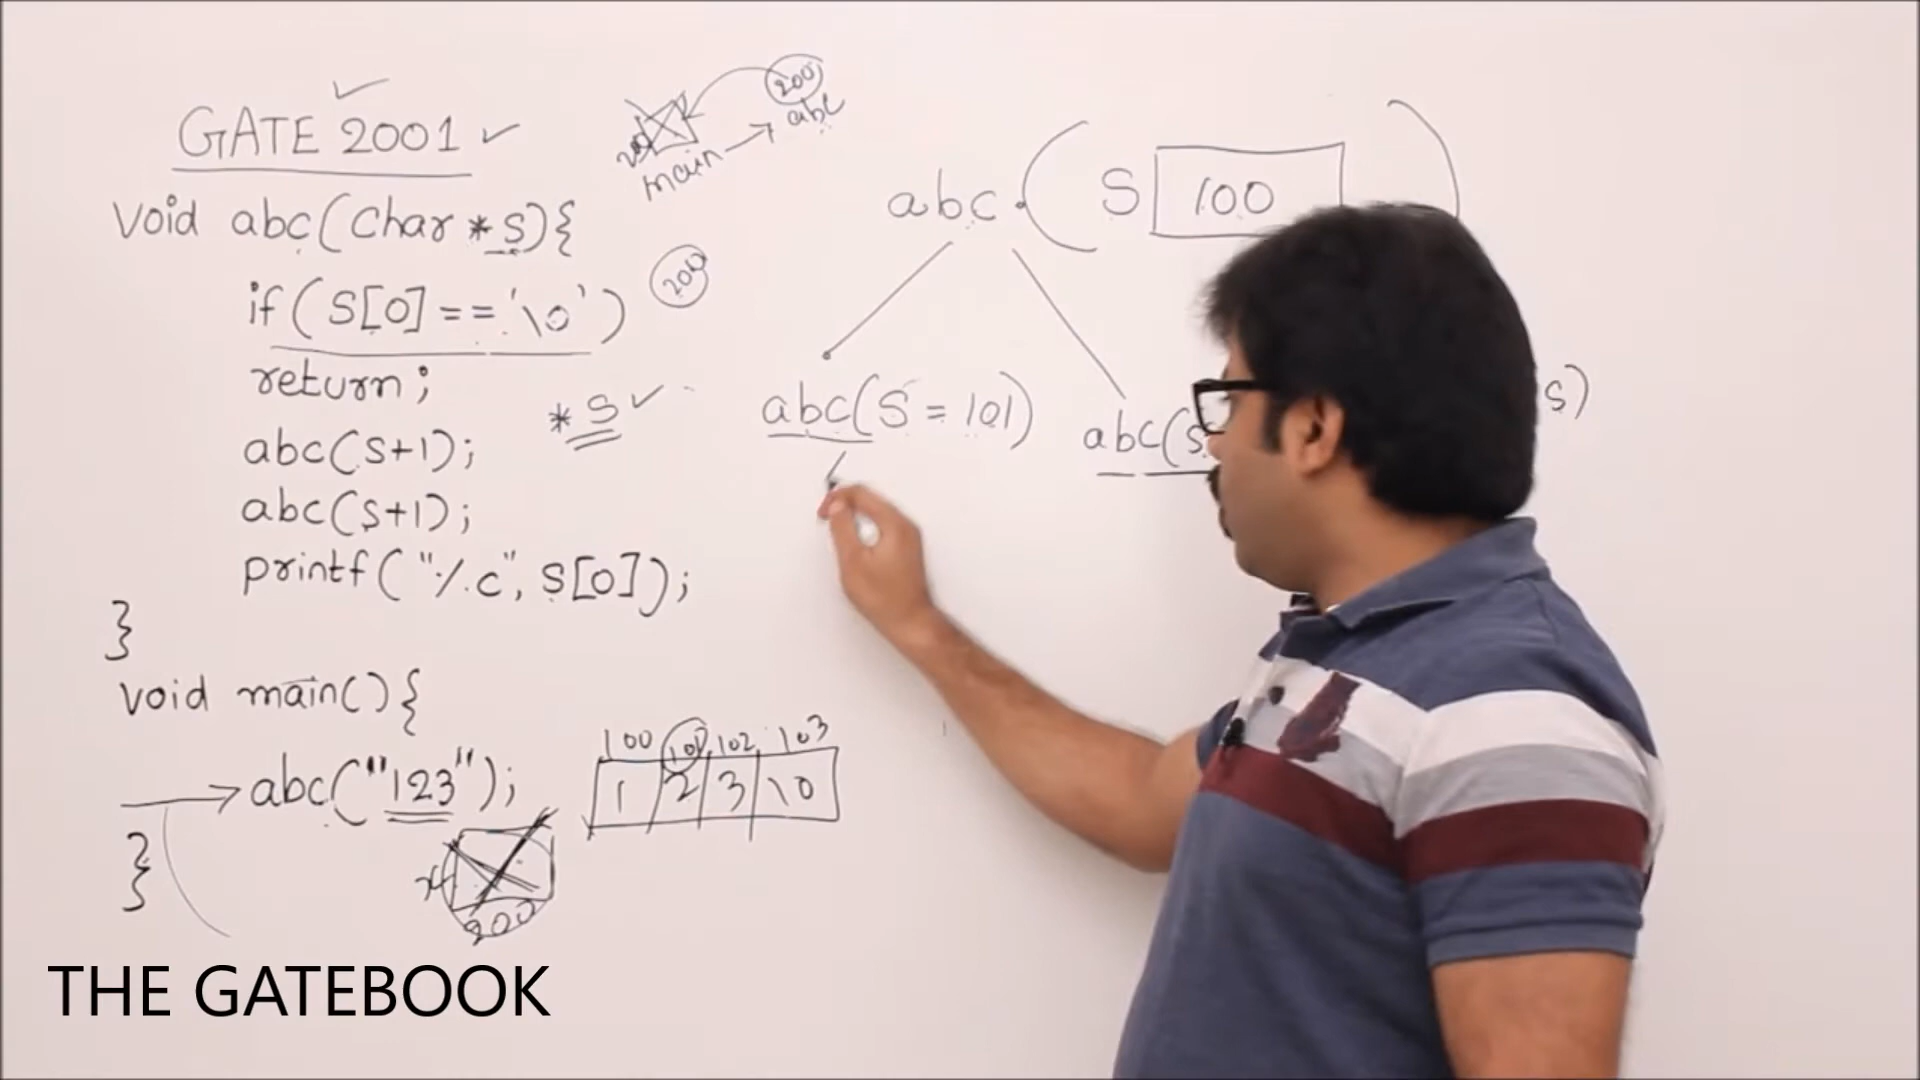 GATE 2001
void abc(char *s){
if(S[0]=='\0')
return;
abc(s+1);
abc(s+1);
printf("%c", s[0]);
}
void main(){
abc("123");
}
200
200
main → abc
200
*s
100 101 102 103
1 2 3 \0
200
abc ( S 100 )
abc(S = 101)
abc(s
s)
THE GATEBOOK